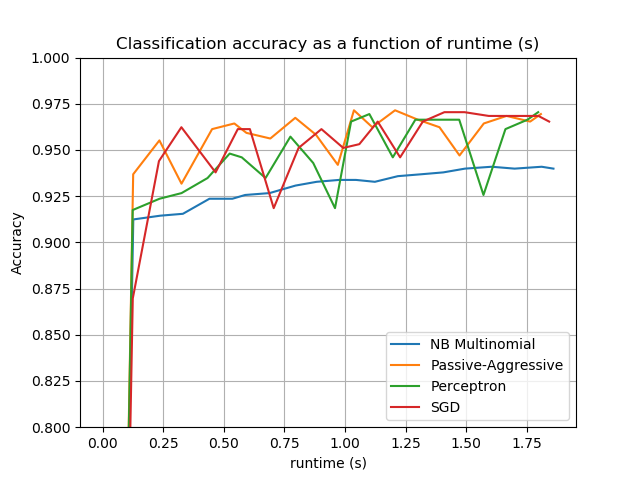 Classification accuracy as a function of runtime (s)
1.000
0.975
0.950
0.925
0.900
0.875
0.850
0.825
0.800
Accuracy
NB Multinomial
Passive-Aggressive
Perceptron
SGD
0.00 0.25 0.50 0.75 1.00 1.25 1.50 1.75
runtime (s)